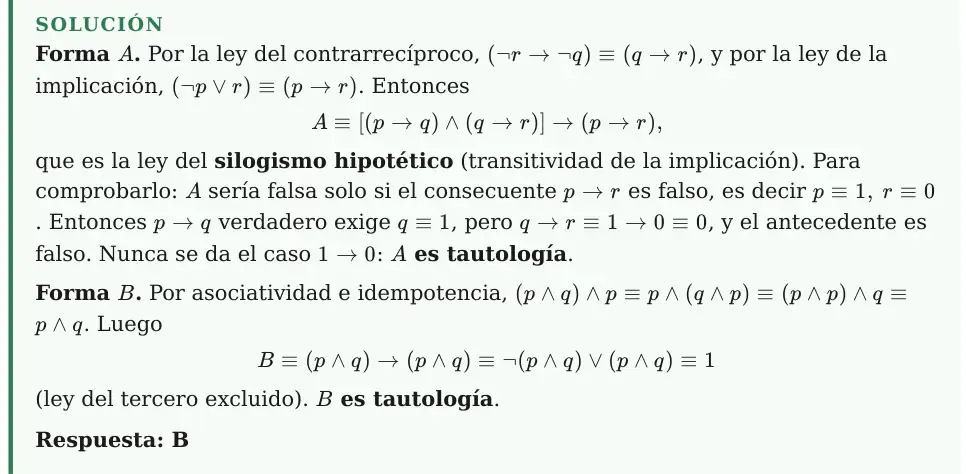 SOLUCIÓN
Forma A. Por la ley del contrarrecíproco, (¬r → ¬q) ≡ (q → r), y por la ley de la
implicación, (¬p ∨ r) ≡ (p → r). Entonces
A ≡ [(p → q) ∧ (q → r)] → (p → r),
que es la ley del silogismo hipotético (transitividad de la implicación). Para
comprobarlo: A sería falsa solo si el consecuente p → r es falso, es decir p ≡ 1, r ≡ 0
. Entonces p → q verdadero exige q ≡ 1, pero q → r ≡ 1 → 0 ≡ 0, y el antecedente es
falso. Nunca se da el caso 1 → 0: A es tautología.
Forma B. Por asociatividad e idempotencia, (p ∧ q) ∧ p ≡ p ∧ (q ∧ p) ≡ (p ∧ p) ∧ q ≡
p ∧ q. Luego
B ≡ (p ∧ q) → (p ∧ q) ≡ ¬(p ∧ q) ∨ (p ∧ q) ≡ 1
(ley del tercero excluido). B es tautología.
Respuesta: B